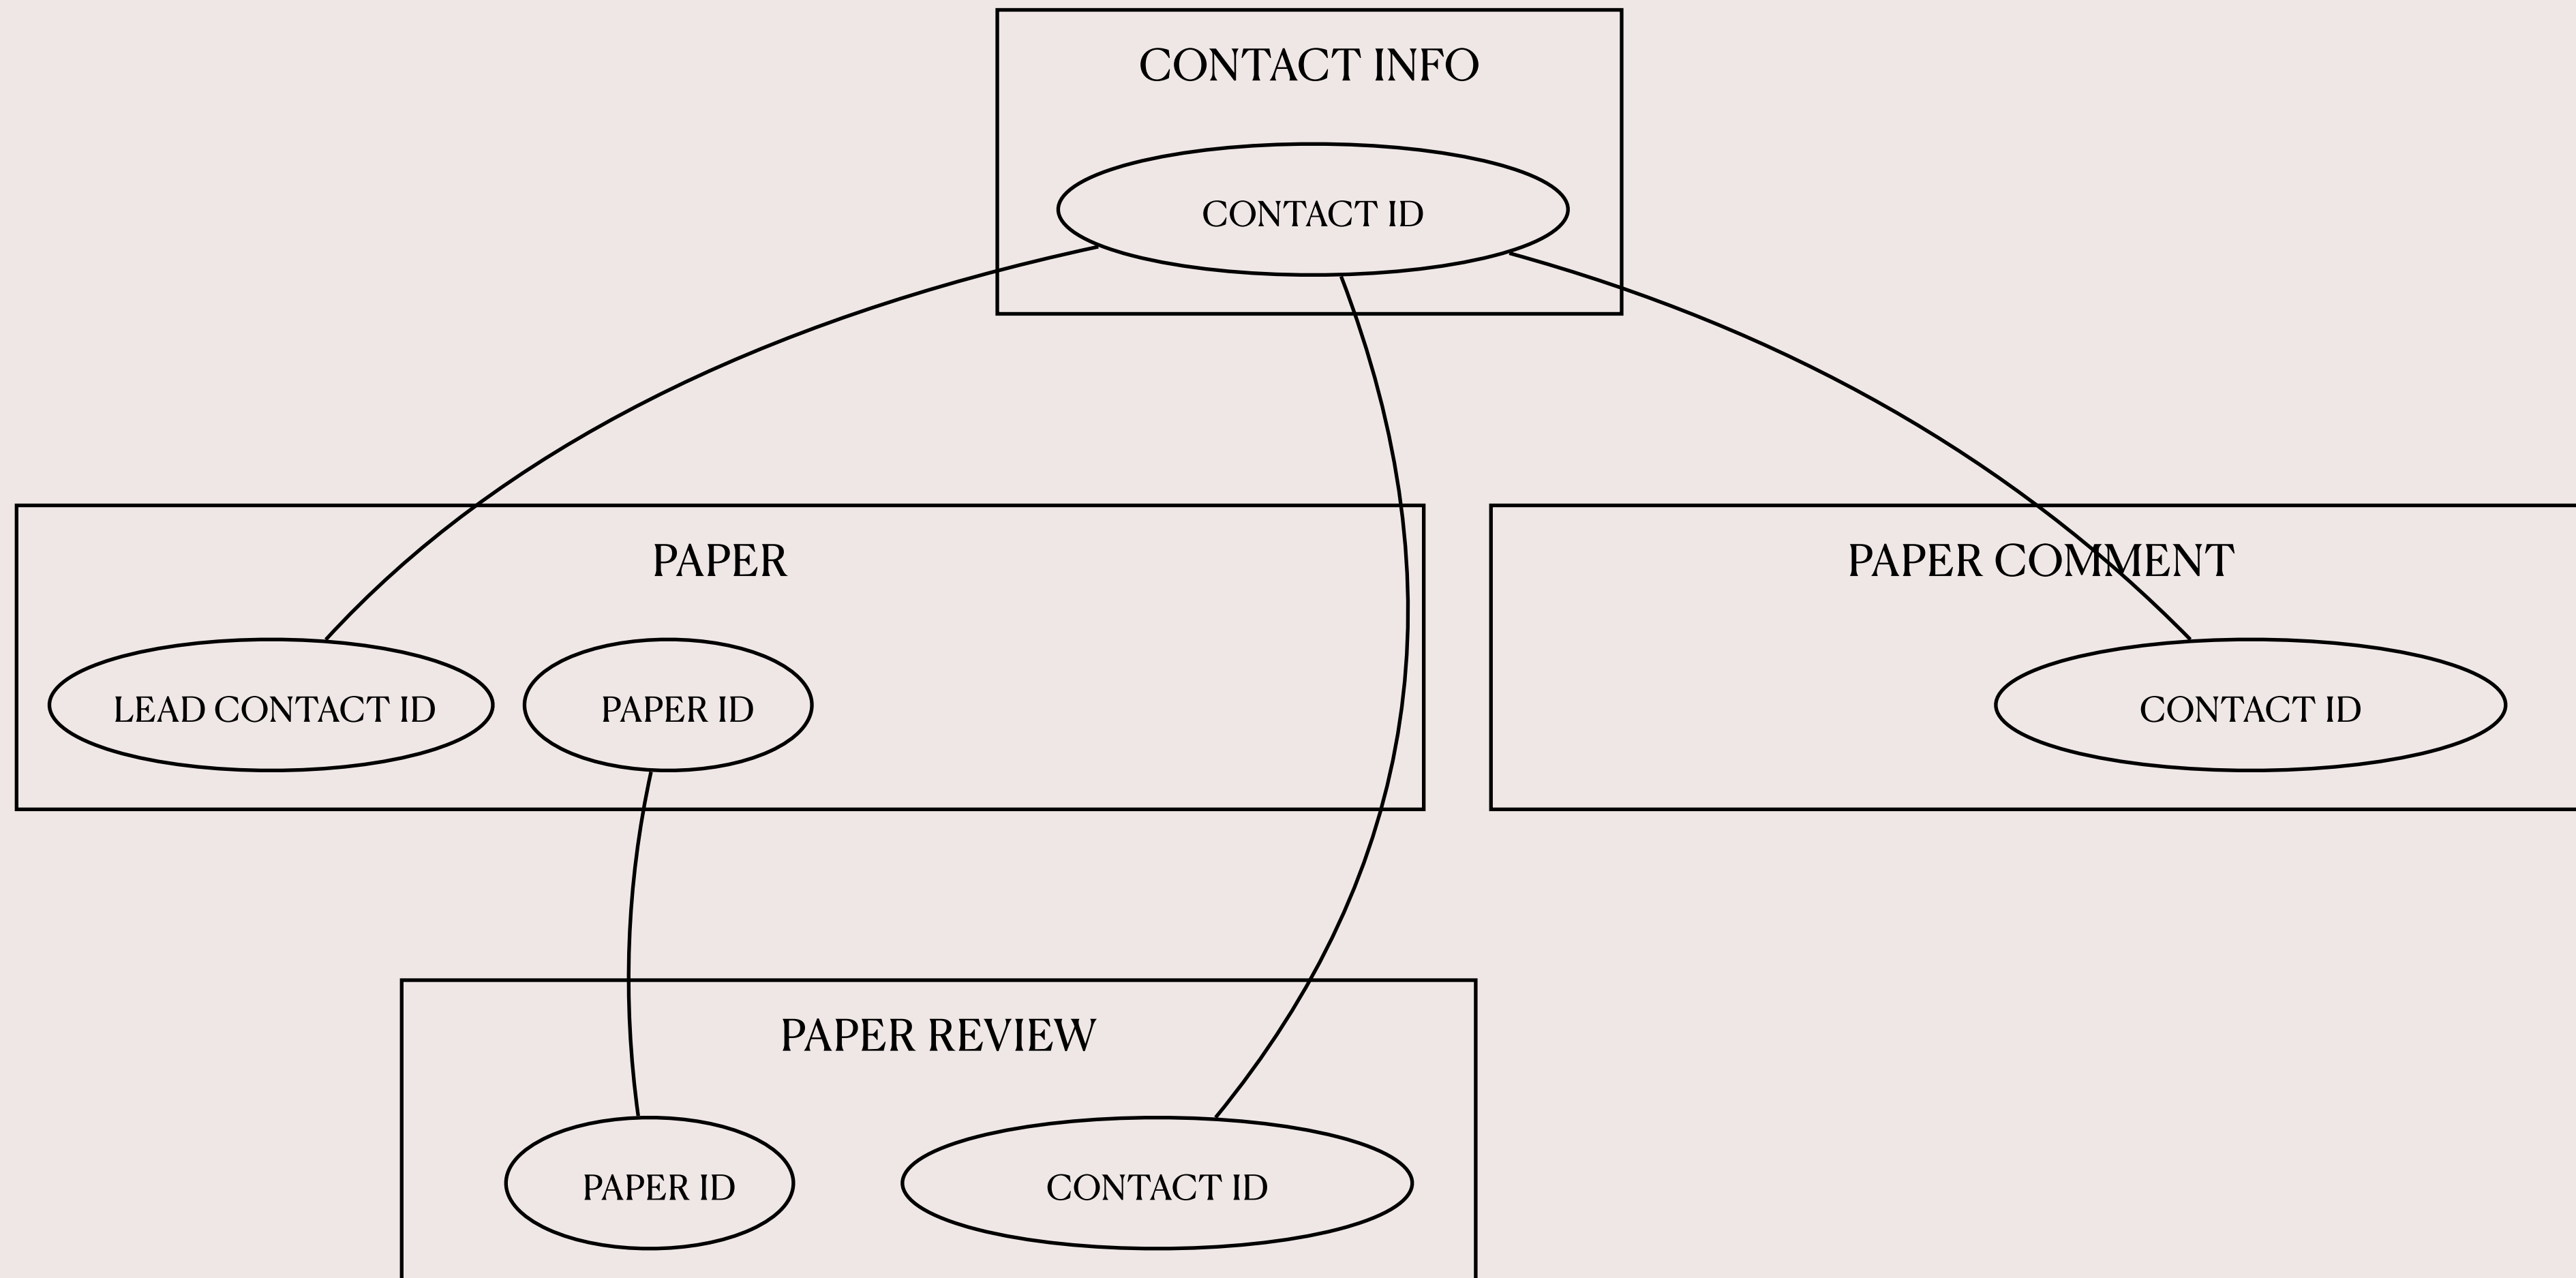 CONTACT INFO
CONTACT ID
PAPER
PAPER COMMENT
LEAD CONTACT ID
PAPER ID
CONTACT ID
PAPER REVIEW
PAPER ID
CONTACT ID